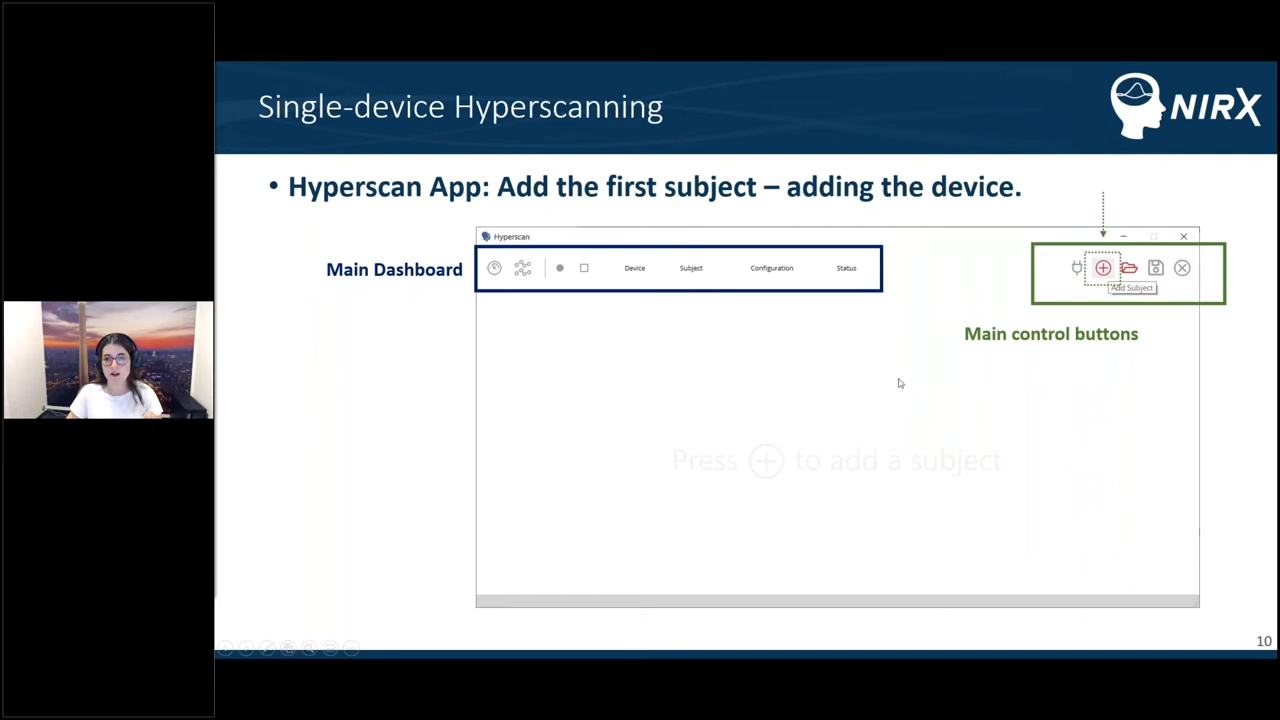 Single-device Hyperscanning
NIRX
• Hyperscan App: Add the first subject – adding the device.
Hyperscan
Main Dashboard
Device Subject Configuration Status
Add Subject
Main control buttons
Press to add a subject
10